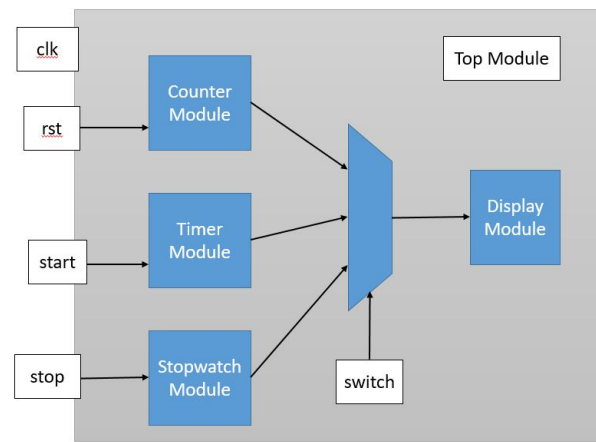 clk
Top Module
Counter
Module
rst
Timer
Module
Display
Module
start
Stopwatch
Module
stop
switch